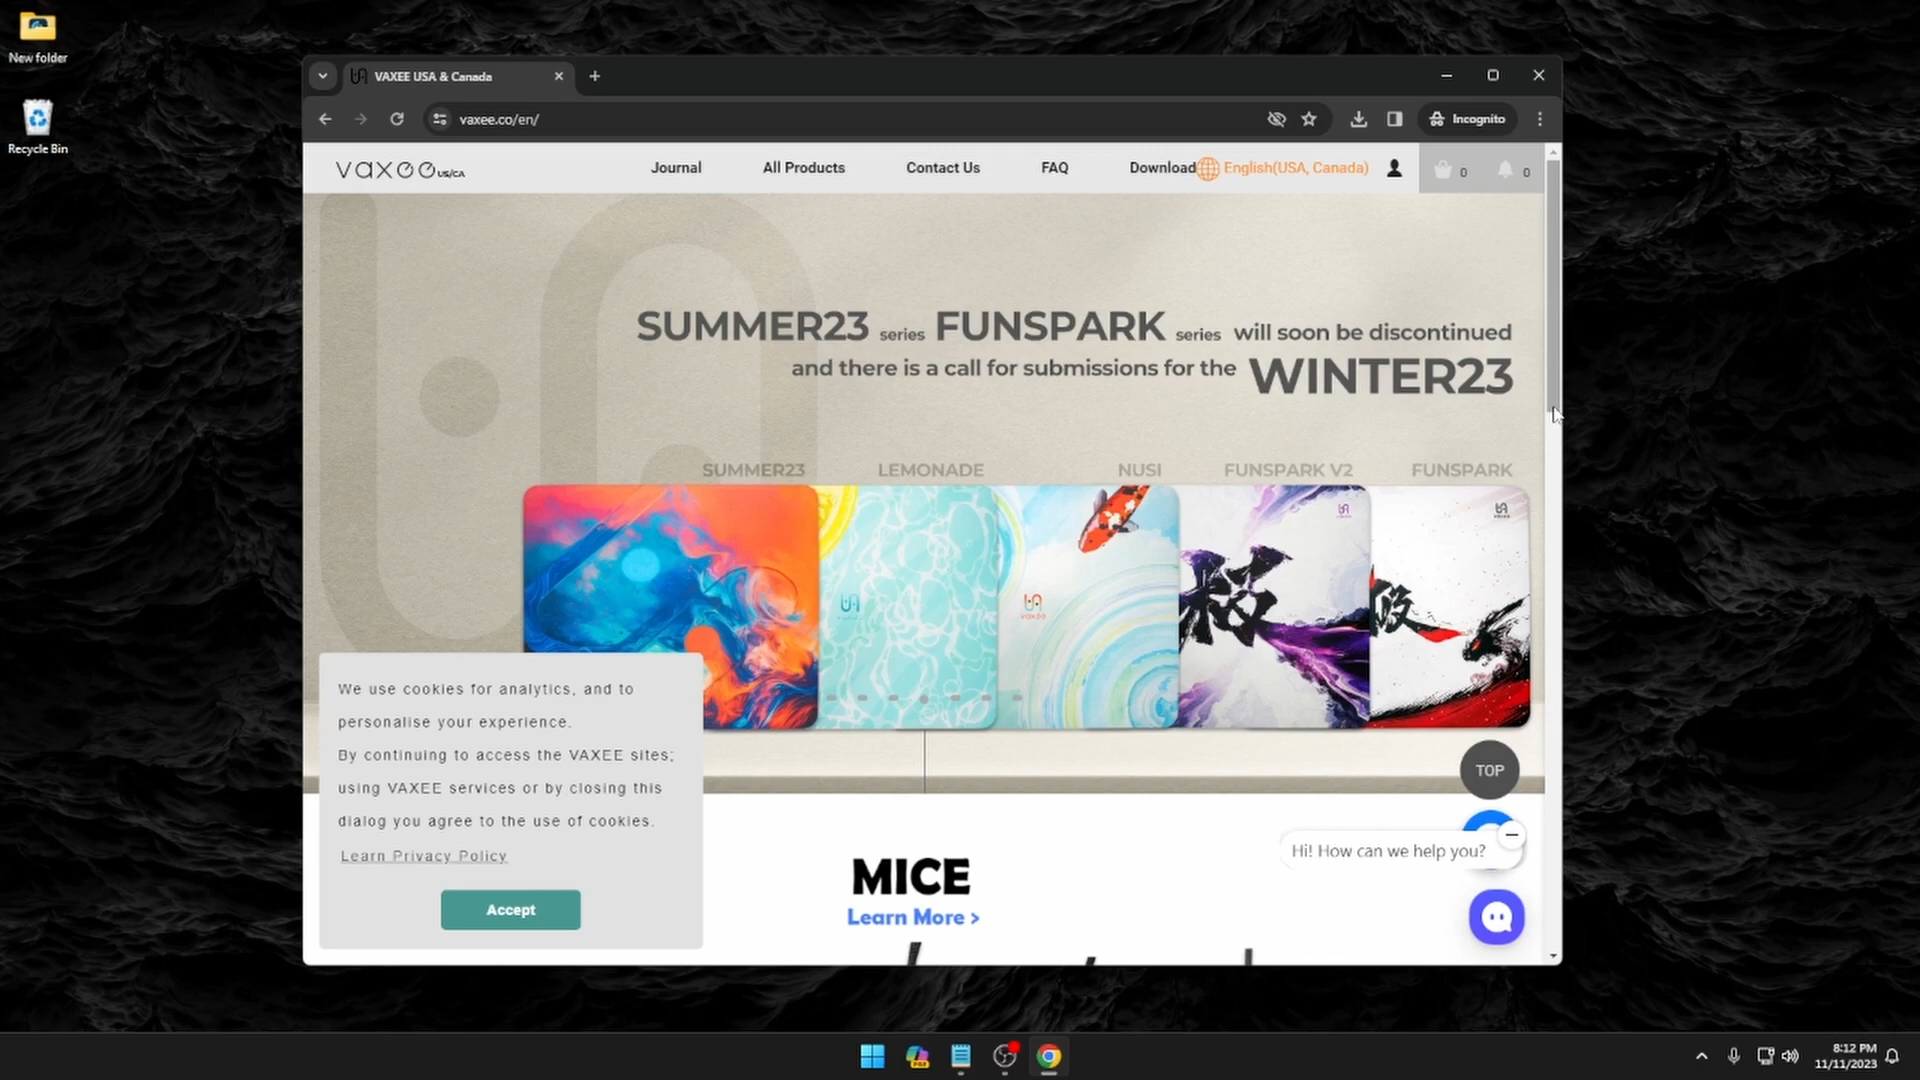 New folder
Recycle Bin
VAXEE USA & Canada
vaxee.co/en/
Incognito
vaxee US/CA
Journal
All Products
Contact Us
FAQ
Download
English(USA, Canada)
0
0
SUMMER23 series FUNSPARK series will soon be discontinued
and there is a call for submissions for the WINTER23
SUMMER23
LEMONADE
NUSI
FUNSPARK V2
FUNSPARK
We use cookies for analytics, and to
personalise your experience.
By continuing to access the VAXEE sites;
using VAXEE services or by closing this
dialog you agree to the use of cookies.
Learn Privacy Policy
Accept
TOP
Hi! How can we help you?
MICE
Learn More >
8:12 PM
11/11/2023